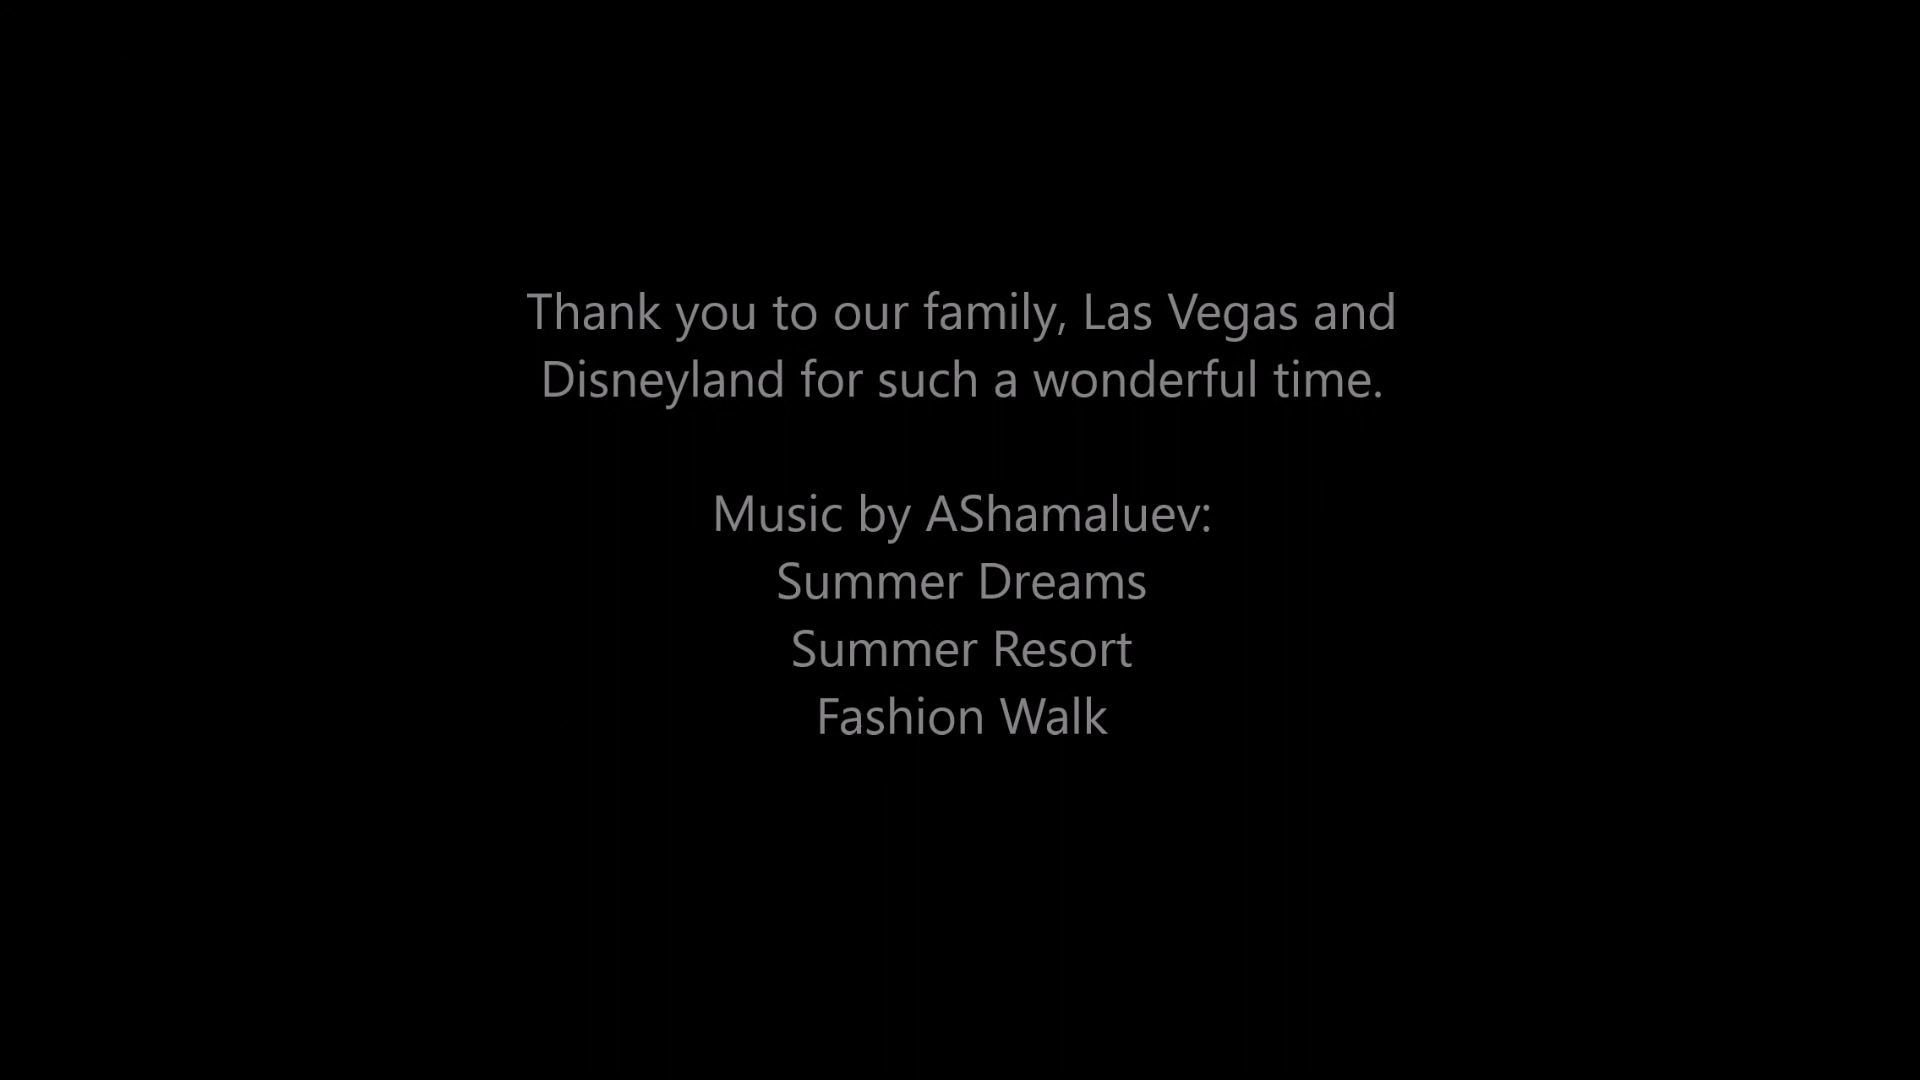 Thank you to our family, Las Vegas and
Disneyland for such a wonderful time.
Music by AShamaluev:
Summer Dreams
Summer Resort
Fashion Walk